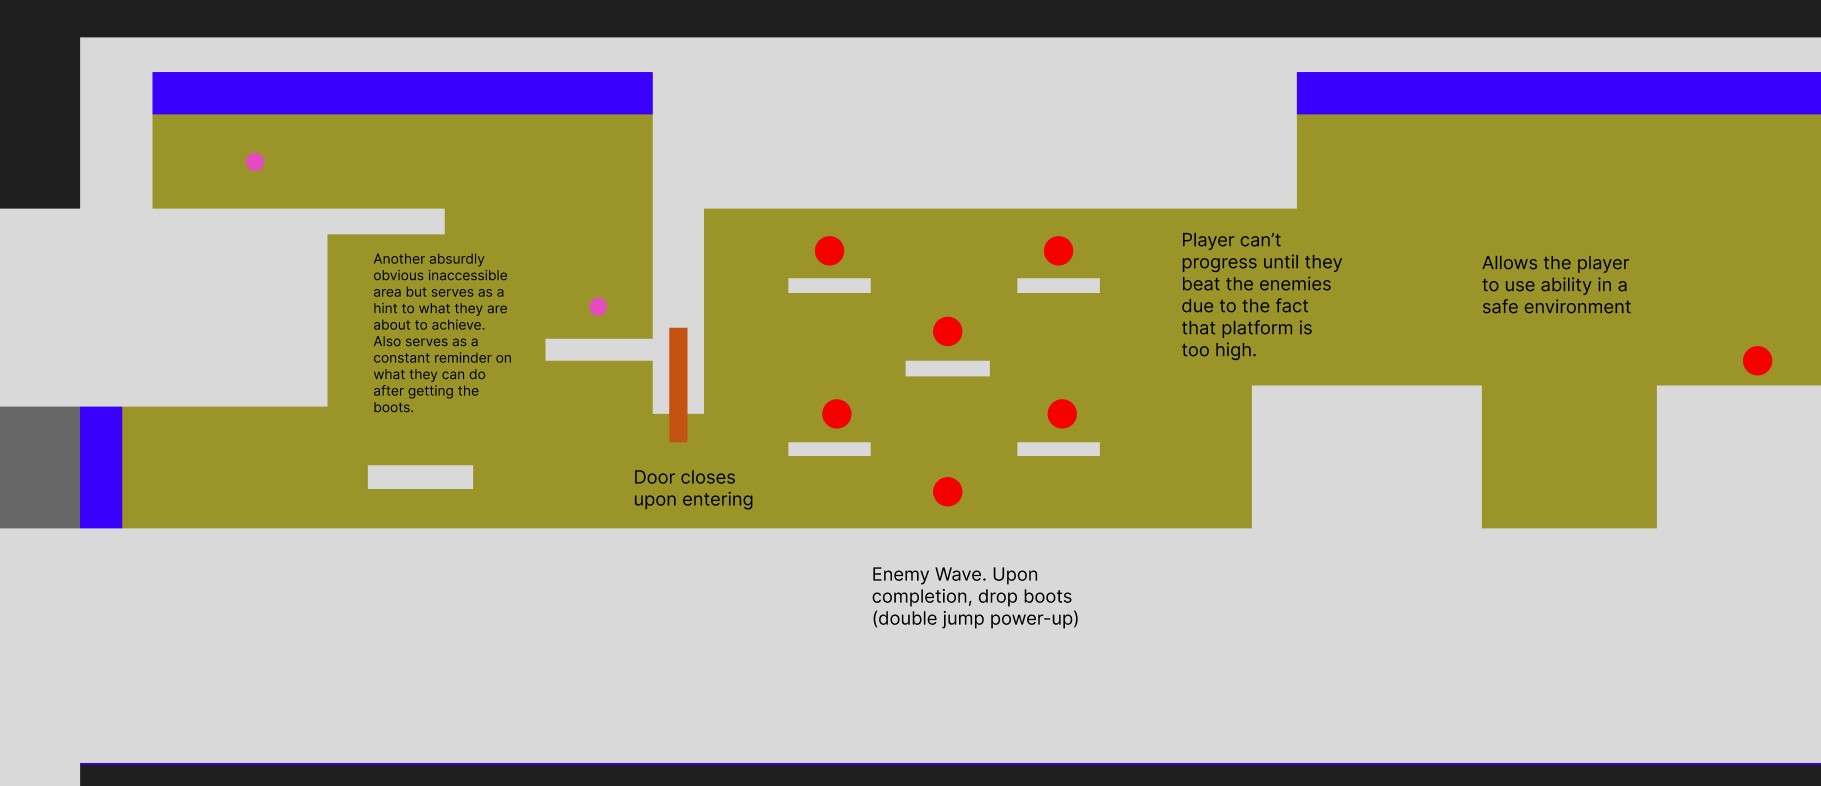 Another absurdly
obvious inaccessible
area but serves as a
hint to what they are
about to achieve.
Also serves as a
constant reminder on
what they can do
after getting the
boots.
Door closes
upon entering
Enemy Wave. Upon
completion, drop boots
(double jump power-up)
Player can’t
progress until they
beat the enemies
due to the fact
that platform is
too high.
Allows the player
to use ability in a
safe environment